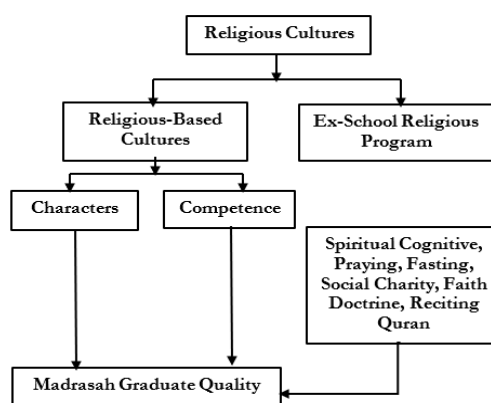 Religious Cultures
Religious-Based
Cultures
Ex-School Religious
Program
Characters
Competence
Spiritual Cognitive,
Praying, Fasting,
Social Charity, Faith
Doctrine, Reciting
Quran
Madrasah Graduate Quality